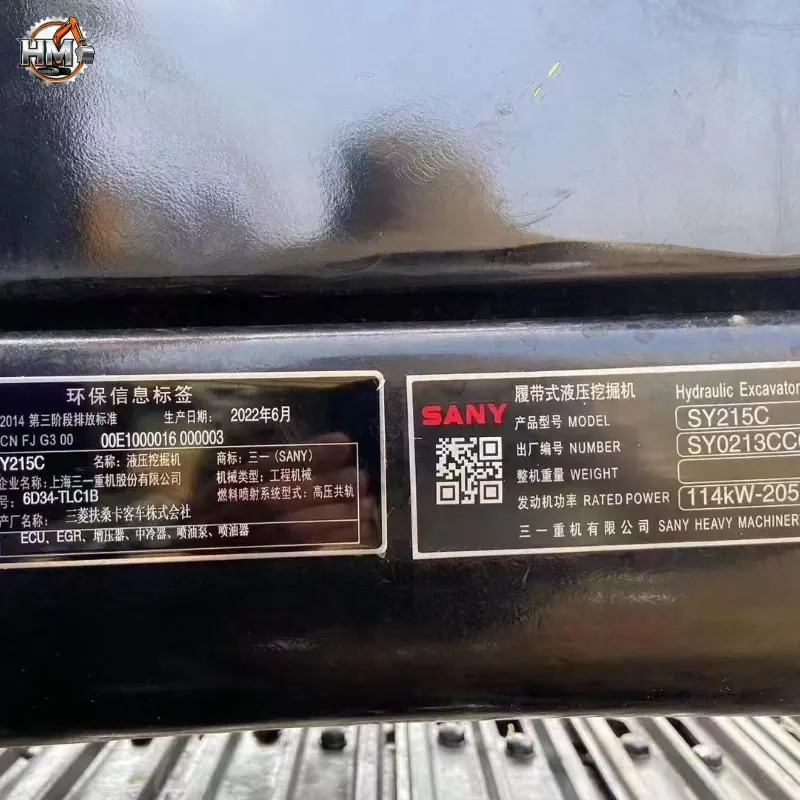 HM
环保信息标签
2014 第三阶段排放标准 生产日期: 2022年6月
CN FJ G3 00 00E1000016 000003
Y215C 名称: 液压挖掘机 商标: 三一 (SANY)
企业名称: 上海三一重机股份有限公司 机械类型: 工程机械
号: 6D34-TLC1B 燃料喷射系统型式: 高压共轨
产厂名称: 三菱扶桑卡客车株式会社
ECU、EGR、增压器、中冷器、喷油泵、喷油器
SANY
履带式液压挖掘机 Hydraulic Excavator
产品型号 MODEL SY215C
出厂编号 NUMBER SY0213CC
整机重量 WEIGHT
发动机功率 RATED POWER 114kW-205
三一重机有限公司 SANY HEAVY MACHINER